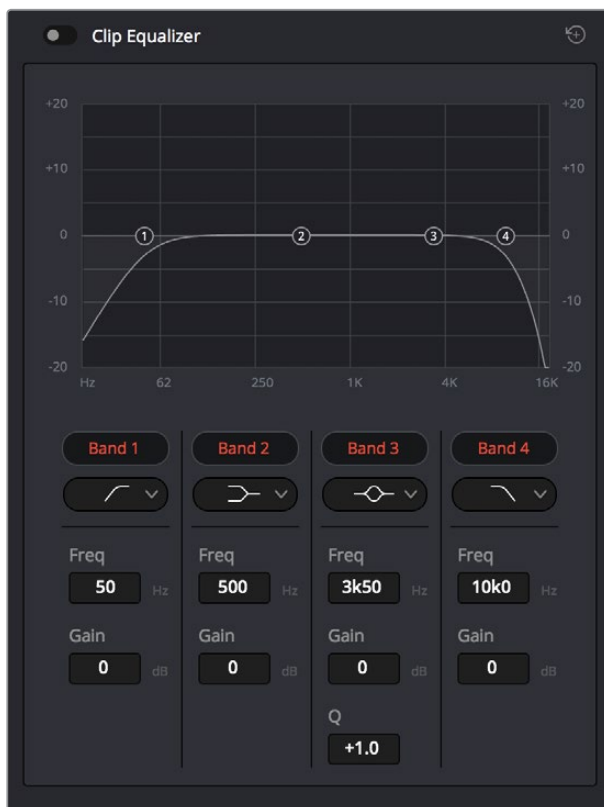 Clip Equalizer
+20 +20
+10 +10
1 2 3 4
0 0
-10 -10
-20 -20
Hz 62 250 1K 4K 16K
Band 1 Band 2 Band 3 Band 4
Freq Freq Freq Freq
50 Hz 500 Hz 3k50 Hz 10k0 Hz
Gain Gain Gain Gain
0 dB 0 dB 0 dB 0 dB
Q
+1.0